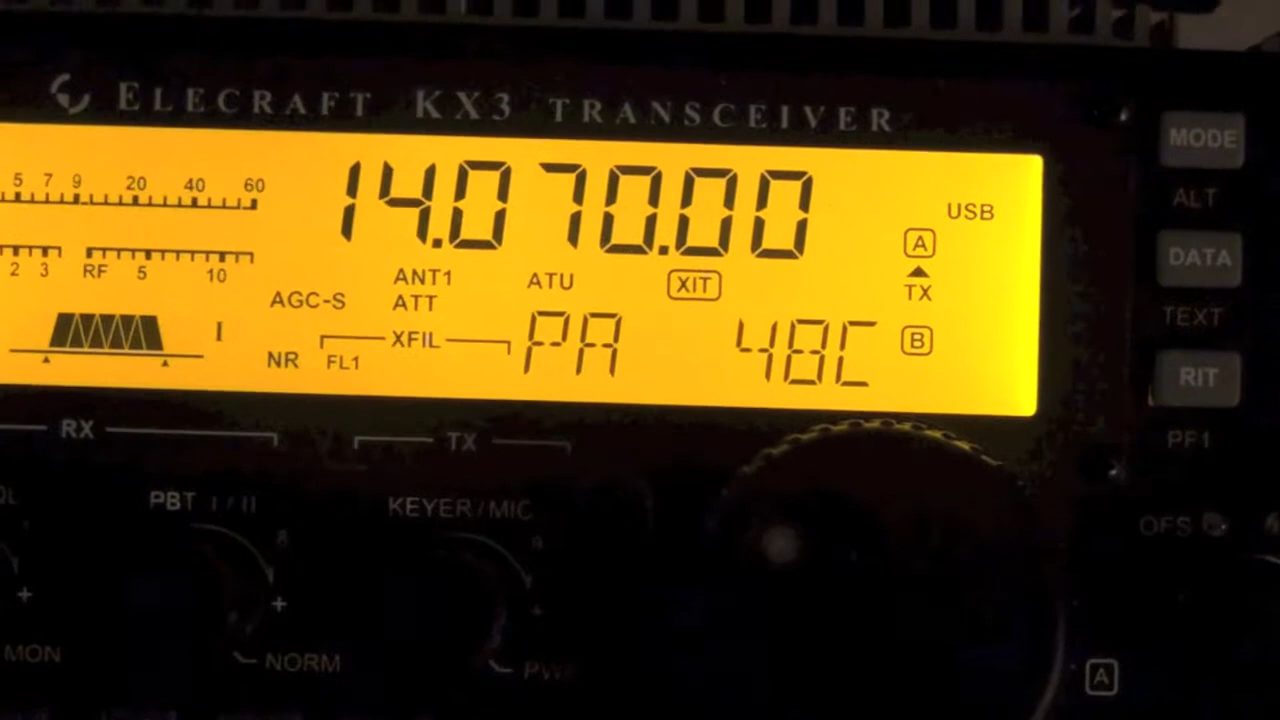 ELECRAFT KX3 TRANSCEIVER
MODE
5 7 9 20 40 60
14.070.00
USB
ALT
A
DATA
2 3 RF 5 10
ANT1 ATU XIT
TX
AGC-S ATT
TEXT
I
XFIL
PA 48C
B
NR FL1
RIT
RX
TX
PF1
PBT I/II
KEYER/MIC
OFS
+
+
MON
NORM
A